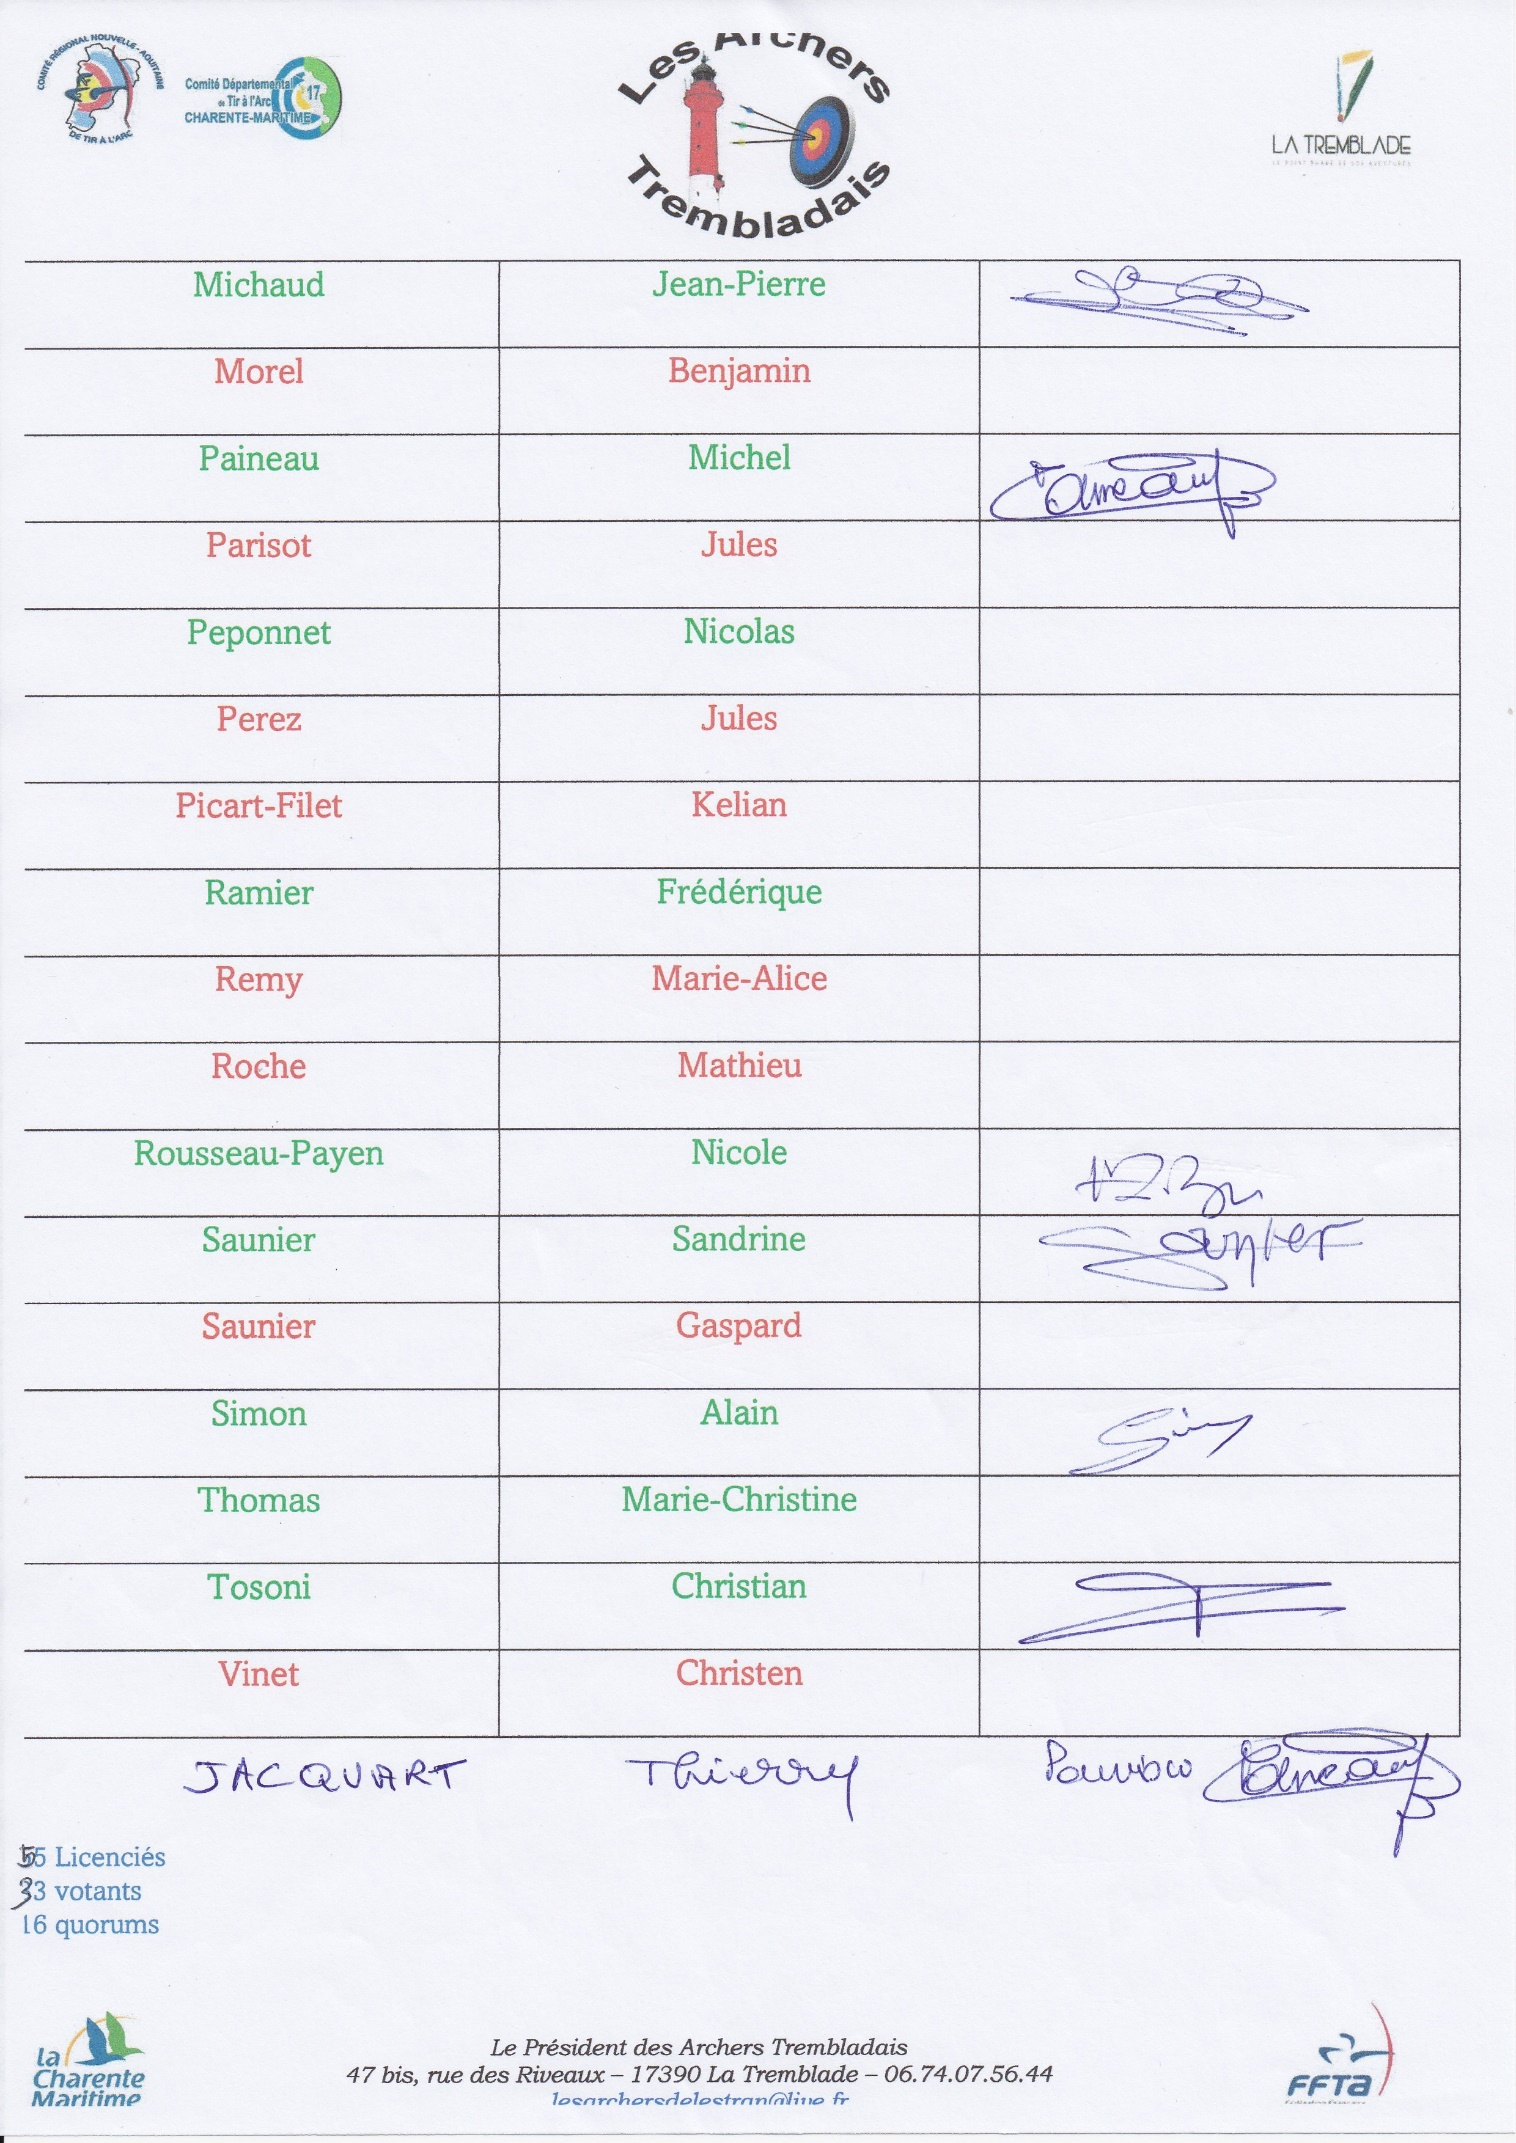 COMITÉ RÉGIONAL NOUVELLE-AQUITAINE
DE TIR À L'ARC
Comité Départemental
de Tir à l'Arc
CHARENTE-MARITIME
17
Les Archers
Trembladais
LA TREMBLADE
Michaud Jean-Pierre
Morel Benjamin
Paineau Michel
Parisot Jules
Peponnet Nicolas
Perez Jules
Picart-Filet Kelian
Ramier Frédérique
Remy Marie-Alice
Roche Mathieu
Rousseau-Payen Nicole
Saunier Sandrine Saunier
Saunier Gaspard
Simon Alain
Thomas Marie-Christine
Tosoni Christian
Vinet Christen
JACQUART Thierry
55 Licenciés
33 votants
16 quorums
la
Charente
Maritime
Le Président des Archers Trembladais
47 bis, rue des Riveaux – 17390 La Tremblade – 06.74.07.56.44
lesarchersdelestran@live.fr
FFTA